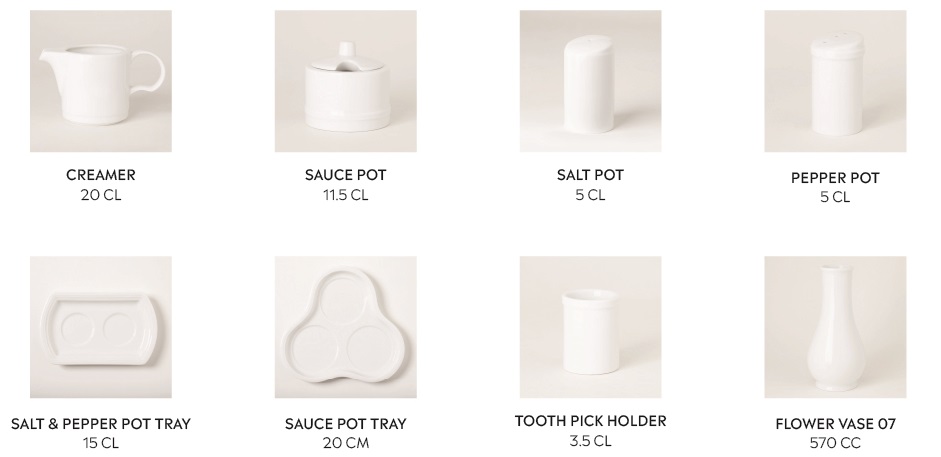 CREAMER
20 CL
SAUCE POT
11.5 CL
SALT POT
5 CL
PEPPER POT
5 CL
SALT & PEPPER POT TRAY
15 CL
SAUCE POT TRAY
20 CM
TOOTH PICK HOLDER
3.5 CL
FLOWER VASE 07
570 CC